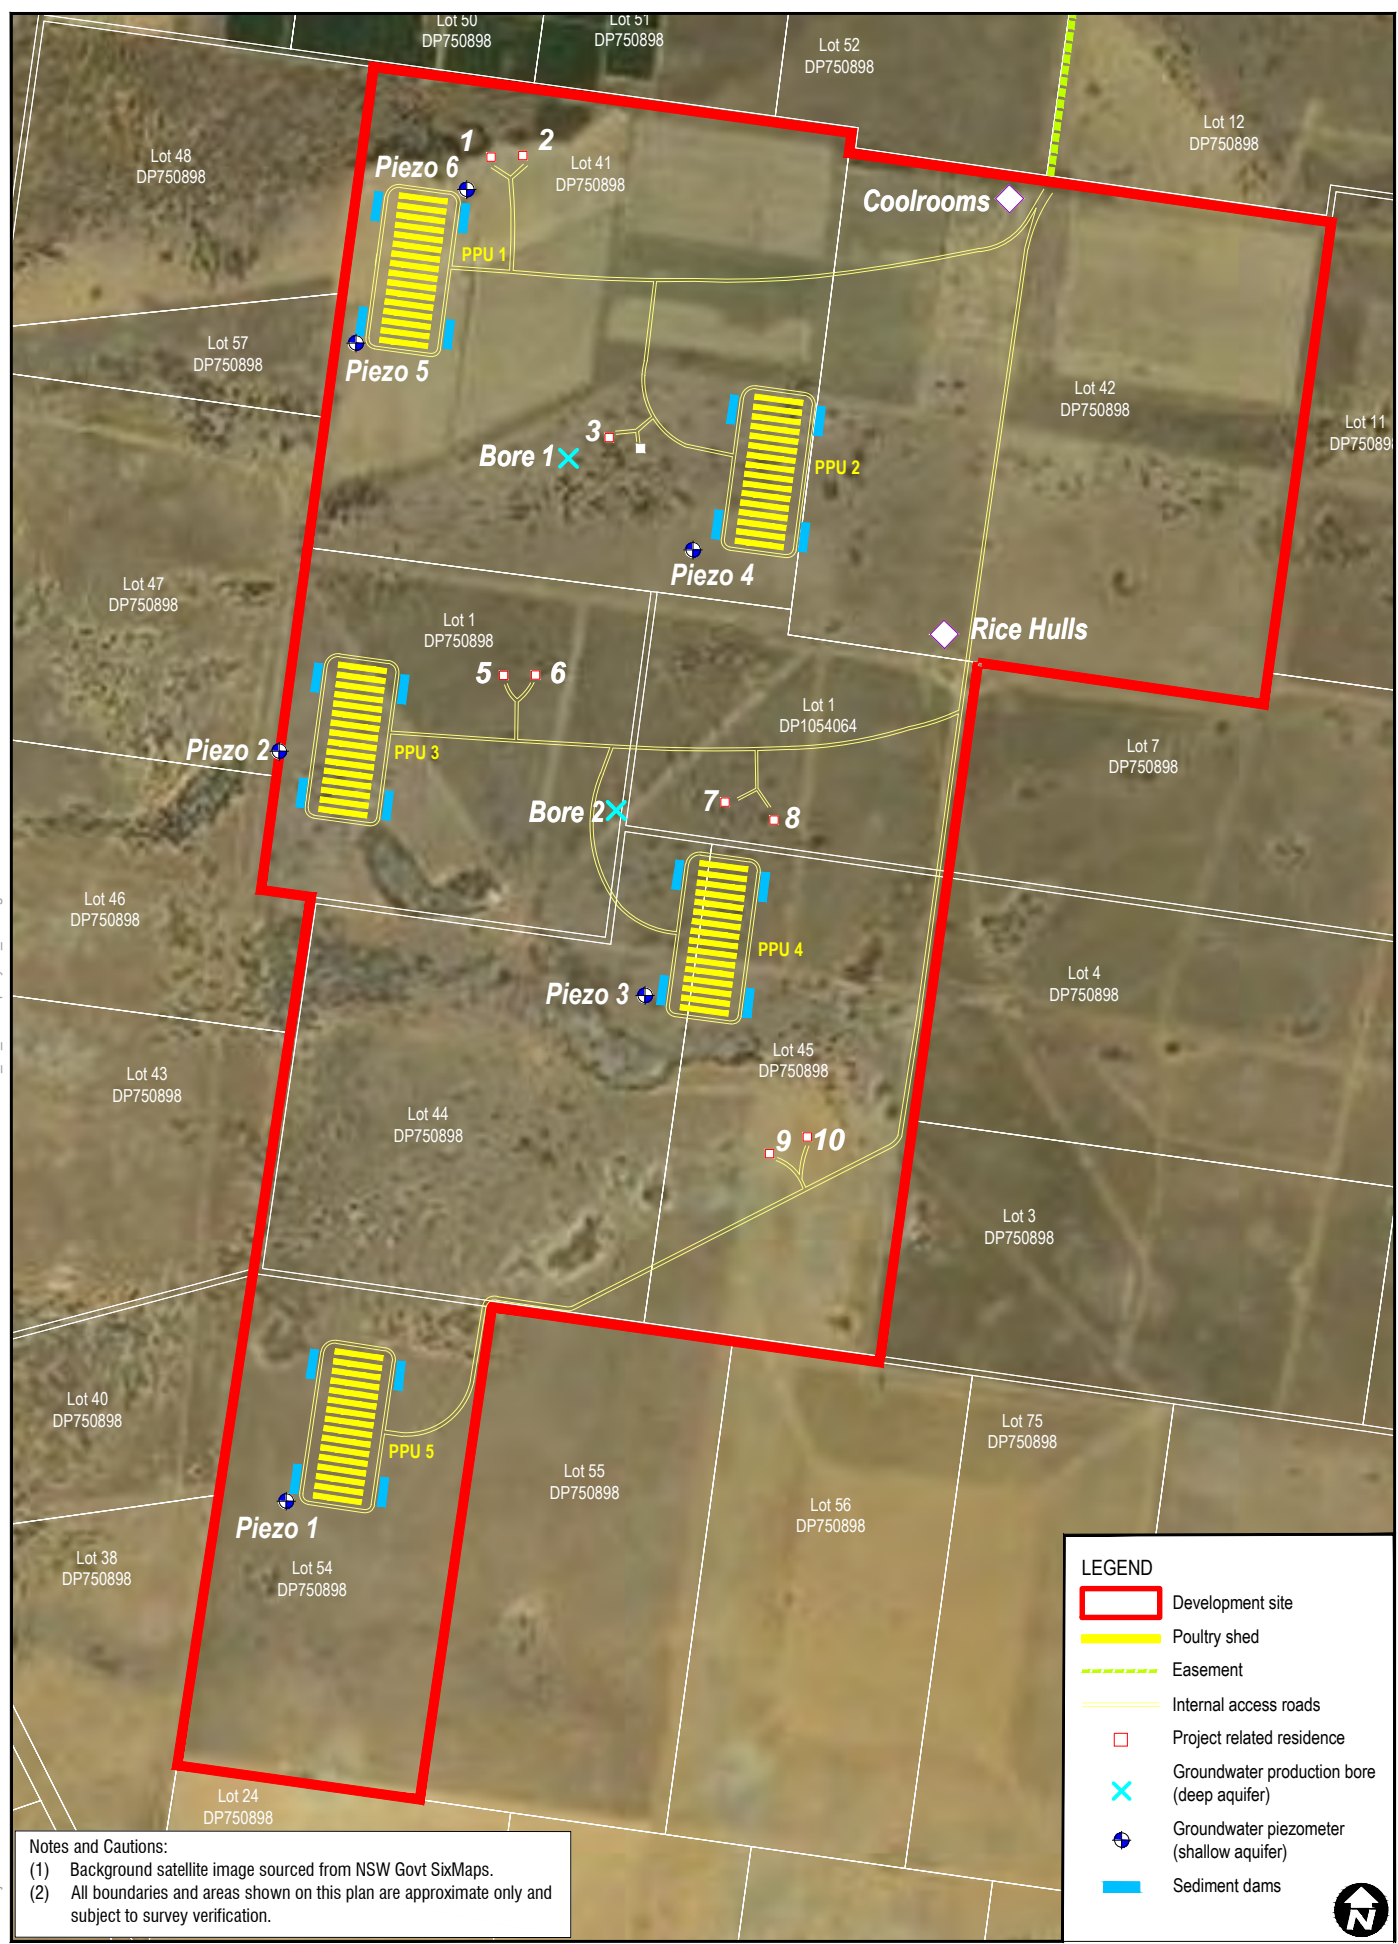 Lot 50
DP750898
Lot 51
DP750898
Lot 52
DP750898
Lot 12
DP750898
Lot 48
DP750898
1
2
Piezo 6
Lot 41
DP750898
Coolrooms
PPU 1
Lot 57
DP750898
Piezo 5
Lot 42
DP750898
Lot 11
DP75089
3
Bore 1
PPU 2
Piezo 4
Lot 47
DP750898
Lot 1
DP750898
Rice Hulls
5
6
Lot 1
DP1054064
Piezo 2
PPU 3
Lot 7
DP750898
7
8
Bore 2
Lot 46
DP750898
PPU 4
Lot 4
DP750898
Piezo 3
Lot 43
DP750898
Lot 45
DP750898
Lot 44
DP750898
9
10
Lot 3
DP750898
Lot 40
DP750898
PPU 5
Lot 75
DP750898
Lot 55
DP750898
Lot 56
DP750898
Piezo 1
Lot 38
DP750898
Lot 54
DP750898
Lot 24
DP750898
LEGEND
Development site
Poultry shed
Easement
Internal access roads
Project related residence
Groundwater production bore
(deep aquifer)
Groundwater piezometer
(shallow aquifer)
Sediment dams
N
Notes and Cautions:
(1) Background satellite image sourced from NSW Govt SixMaps.
(2) All boundaries and areas shown on this plan are approximate only and
subject to survey verification.